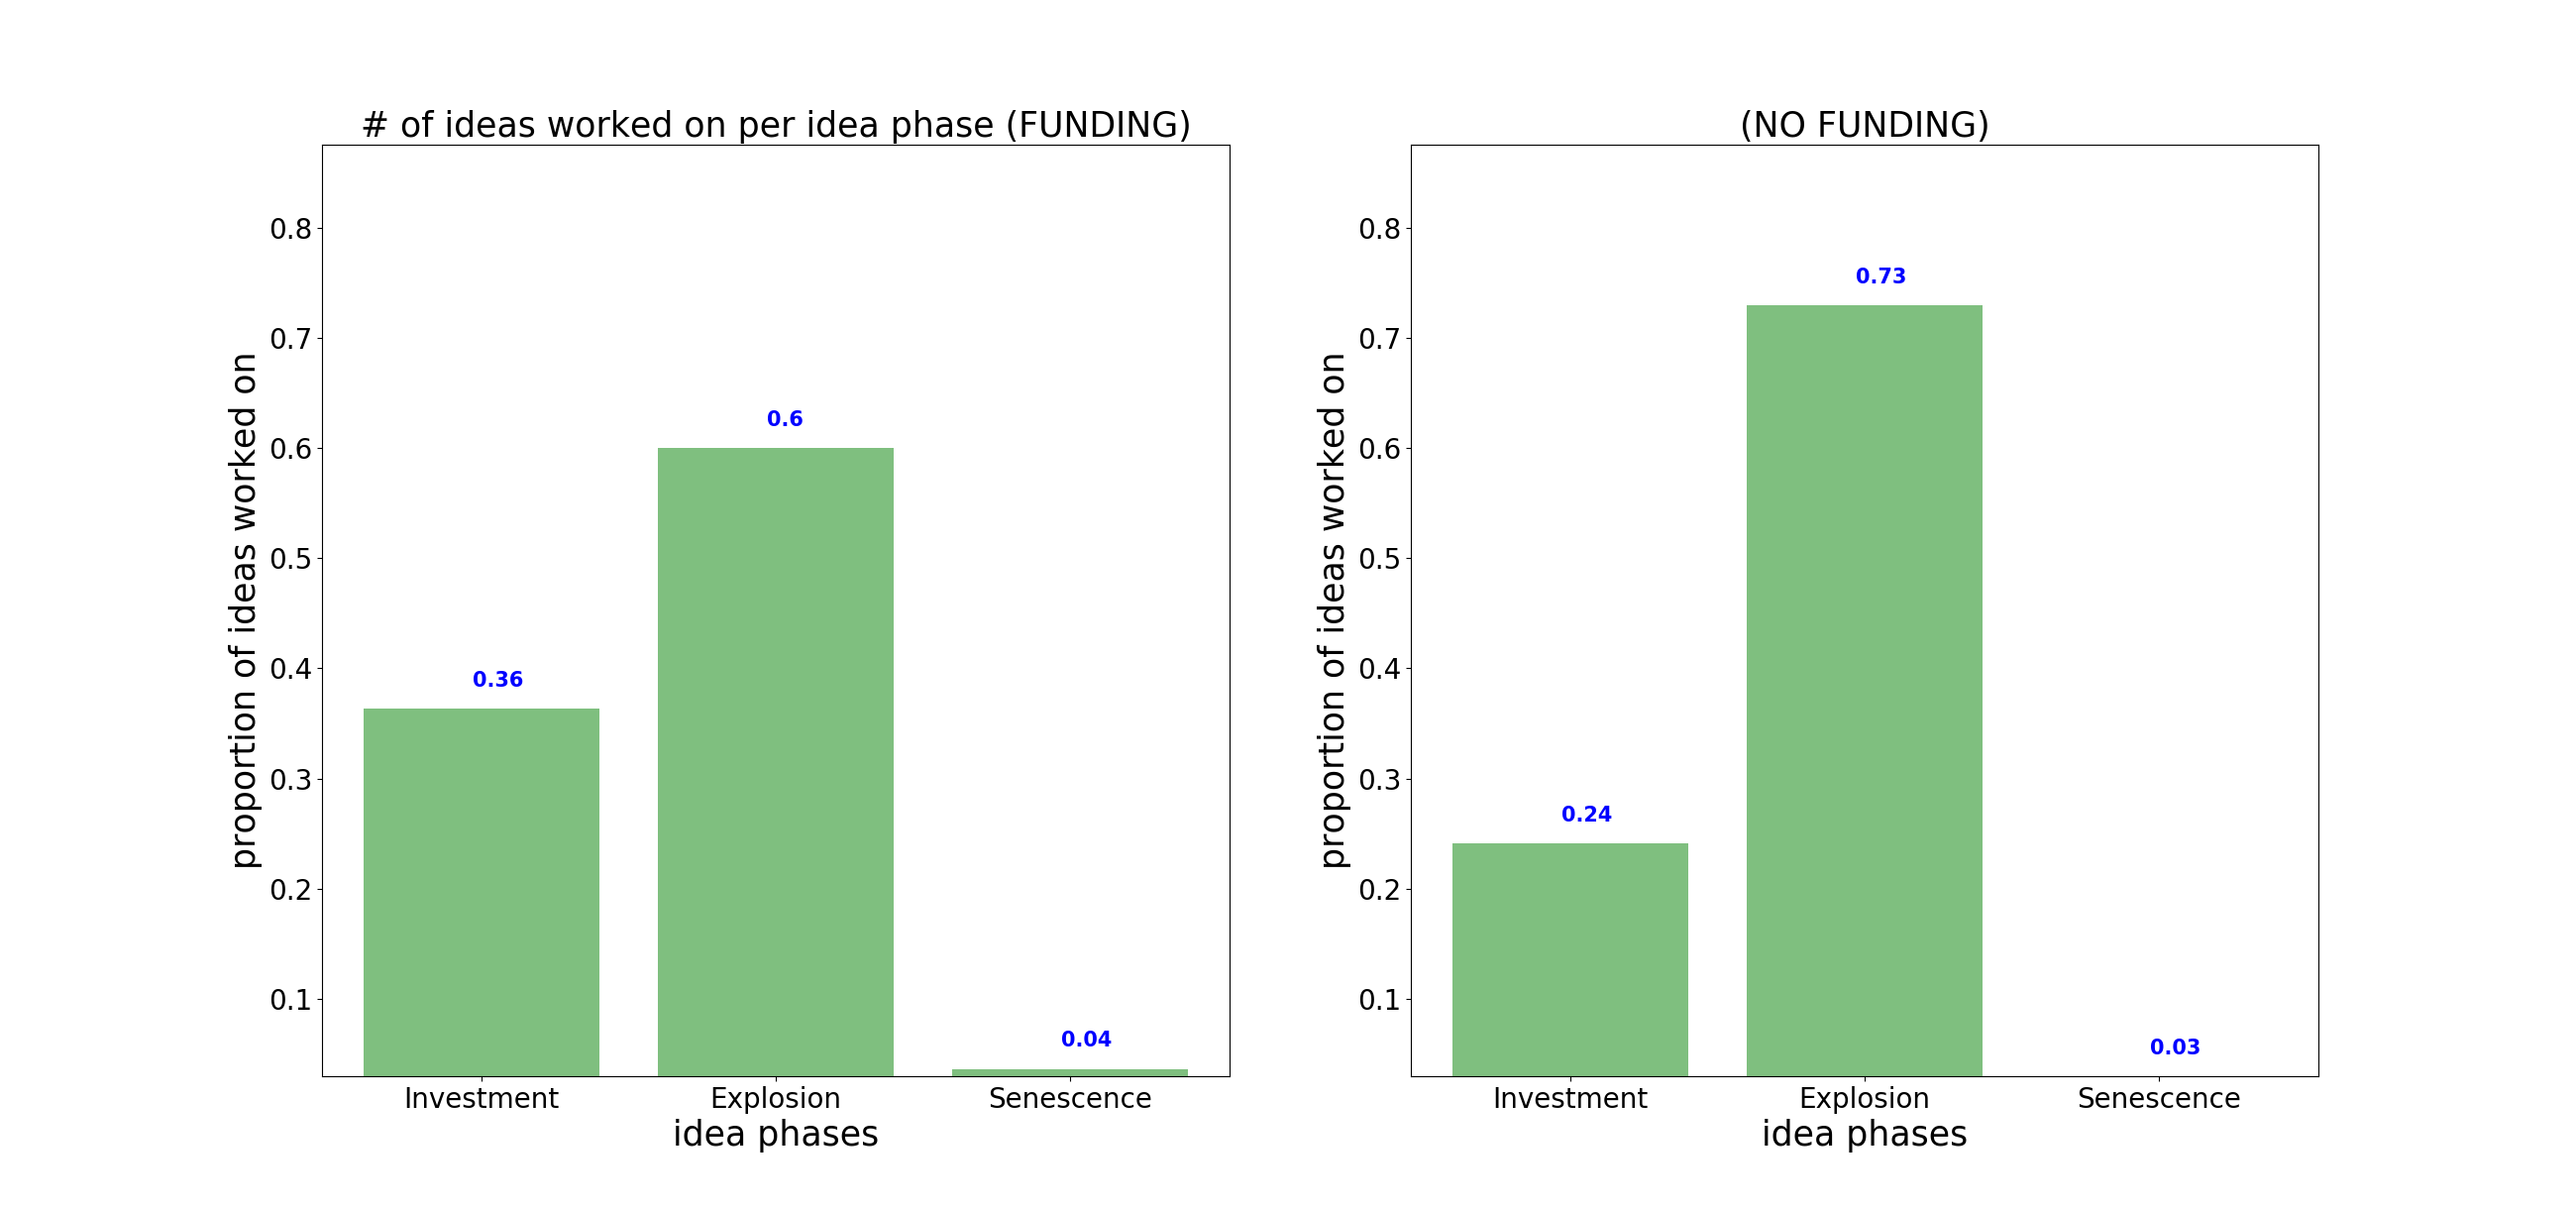 # of ideas worked on per idea phase (FUNDING)
proportion of ideas worked on
0.8
0.7
0.6
0.5
0.4
0.3
0.2
0.1
0.36
0.6
0.04
Investment
Explosion
Senescence
idea phases
(NO FUNDING)
proportion of ideas worked on
0.8
0.7
0.6
0.5
0.4
0.3
0.2
0.1
0.24
0.73
0.03
Investment
Explosion
Senescence
idea phases